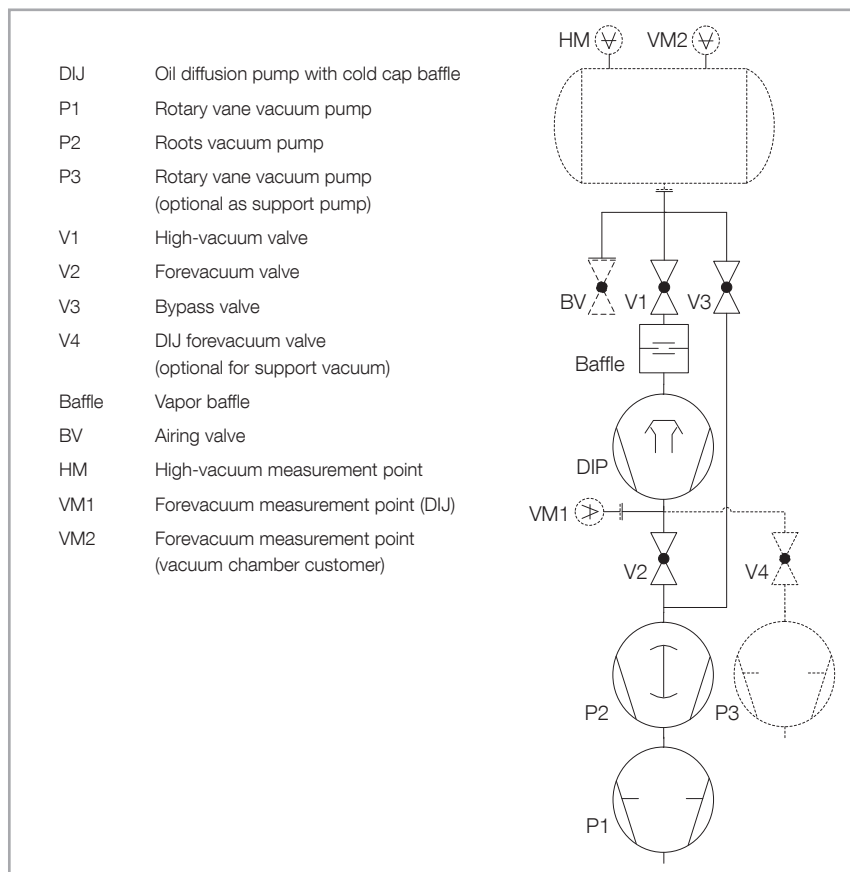 DIJ Oil diffusion pump with cold cap baffle
P1 Rotary vane vacuum pump
P2 Roots vacuum pump
P3 Rotary vane vacuum pump
(optional as support pump)
V1 High-vacuum valve
V2 Forevacuum valve
V3 Bypass valve
V4 DIJ forevacuum valve
(optional for support vacuum)
Baffle Vapor baffle
BV Airing valve
HM High-vacuum measurement point
VM1 Forevacuum measurement point (DIJ)
VM2 Forevacuum measurement point
(vacuum chamber customer)
HM VM2
BV V1 V3
Baffle
DIP
VM1
V2 V4
P2 P3
P1